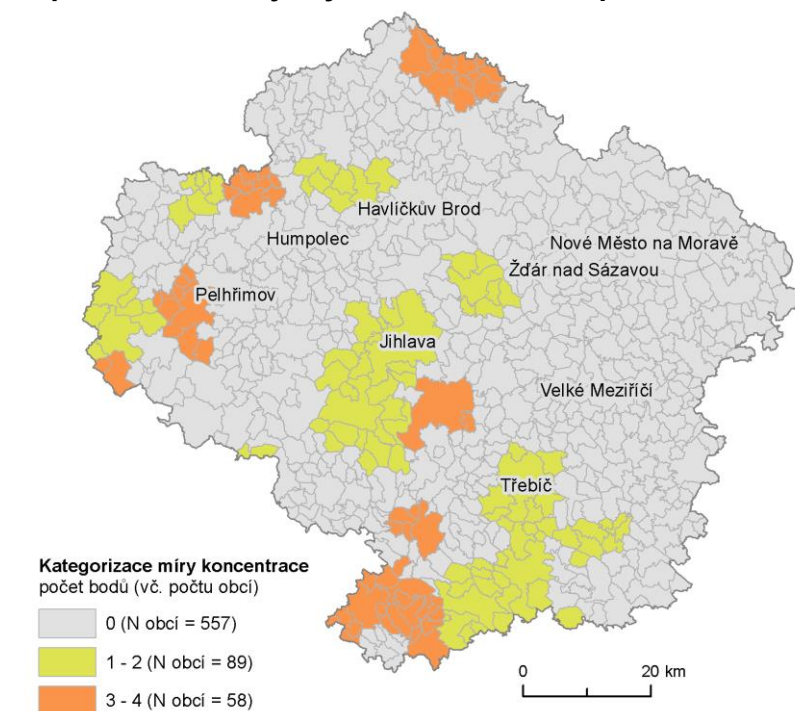 Havlíčkův Brod
Humpolec
Nové Město na Moravě
Žďár nad Sázavou
Pelhřimov
Jihlava
Velké Meziříčí
Třebíč
Kategorizace míry koncentrace
počet bodů (vč. počtu obcí)
0 (N obcí = 557)
1 - 2 (N obcí = 89)
3 - 4 (N obcí = 58)
0 20 km